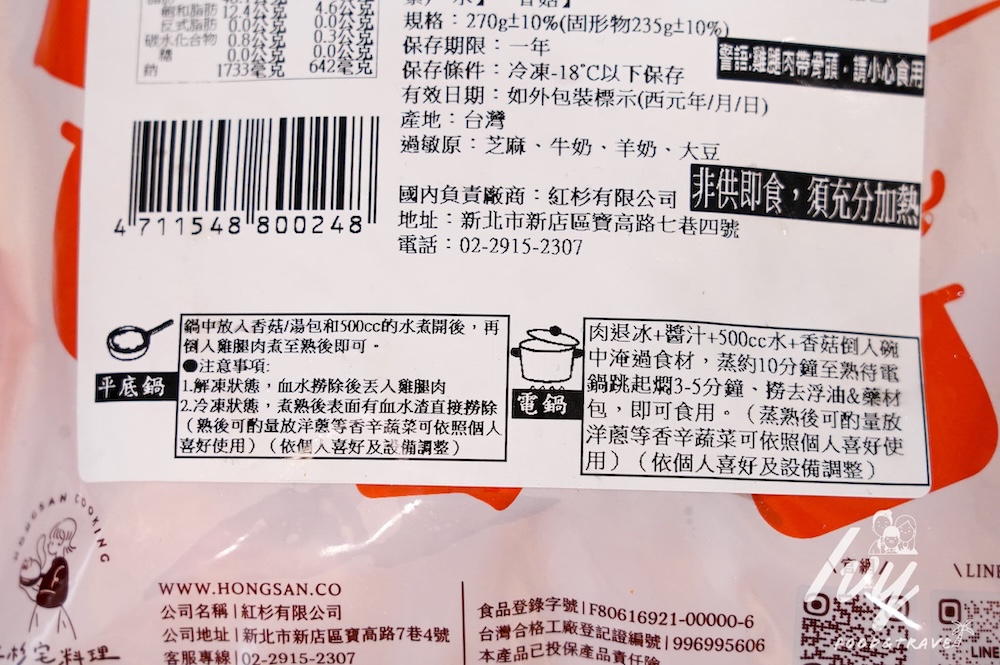 飽和脂肪 12.4公克 4.6公克
反式脂肪 0.0公克 0.0公克
碳水化合物 0.8公克 0.3公克
糖 0.0公克 0.0公克
鈉 1733毫克 642毫克
規格：270g±10%(固形物235g±10%)
保存期限：一年
警語:雞腿肉帶骨頭，請小心食用
保存條件：冷凍-18°C以下保存
有效日期：如外包裝標示(西元年/月/日)
產地：台灣
過敏原：芝麻、牛奶、羊奶、大豆
非供即食，須充分加熱
國內負責廠商：紅杉有限公司
地址：新北市新店區寶高路七巷四號
電話：02-2915-2307
4 711548 800248
平底鍋
鍋中放入香菇/湯包和500cc的水煮開後，再
倒入雞腿肉煮至熟後即可。
●注意事項:
1.解凍狀態，血水撈除後丟入雞腿肉
2.冷凍狀態，煮熟後表面有血水渣直接撈除
（熟後可酌量放洋蔥等香辛蔬菜可依照個人
喜好使用）（依個人喜好及設備調整）
電鍋
肉退冰+醬汁+500cc水+香菇倒入碗
中淹過食材，蒸約10分鐘至熟待電
鍋跳起燜3-5分鐘、撈去浮油&藥材
包，即可食用。（蒸熟後可酌量放
洋蔥等香辛蔬菜可依照個人喜好使
用）（依個人喜好及設備調整）
HONGSAN COOKING
杉宅料理
WWW.HONGSAN.CO
公司名稱|紅杉有限公司
公司地址|新北市新店區寶高路7巷4號
客服專線|02-2915-2307
食品登錄字號|F80616921-00000-6
台灣合格工廠登記證編號|996995606
本產品已投保產品責任險
\官網/
\LINE
LINE
Ivy
FOOD&TRAVEL